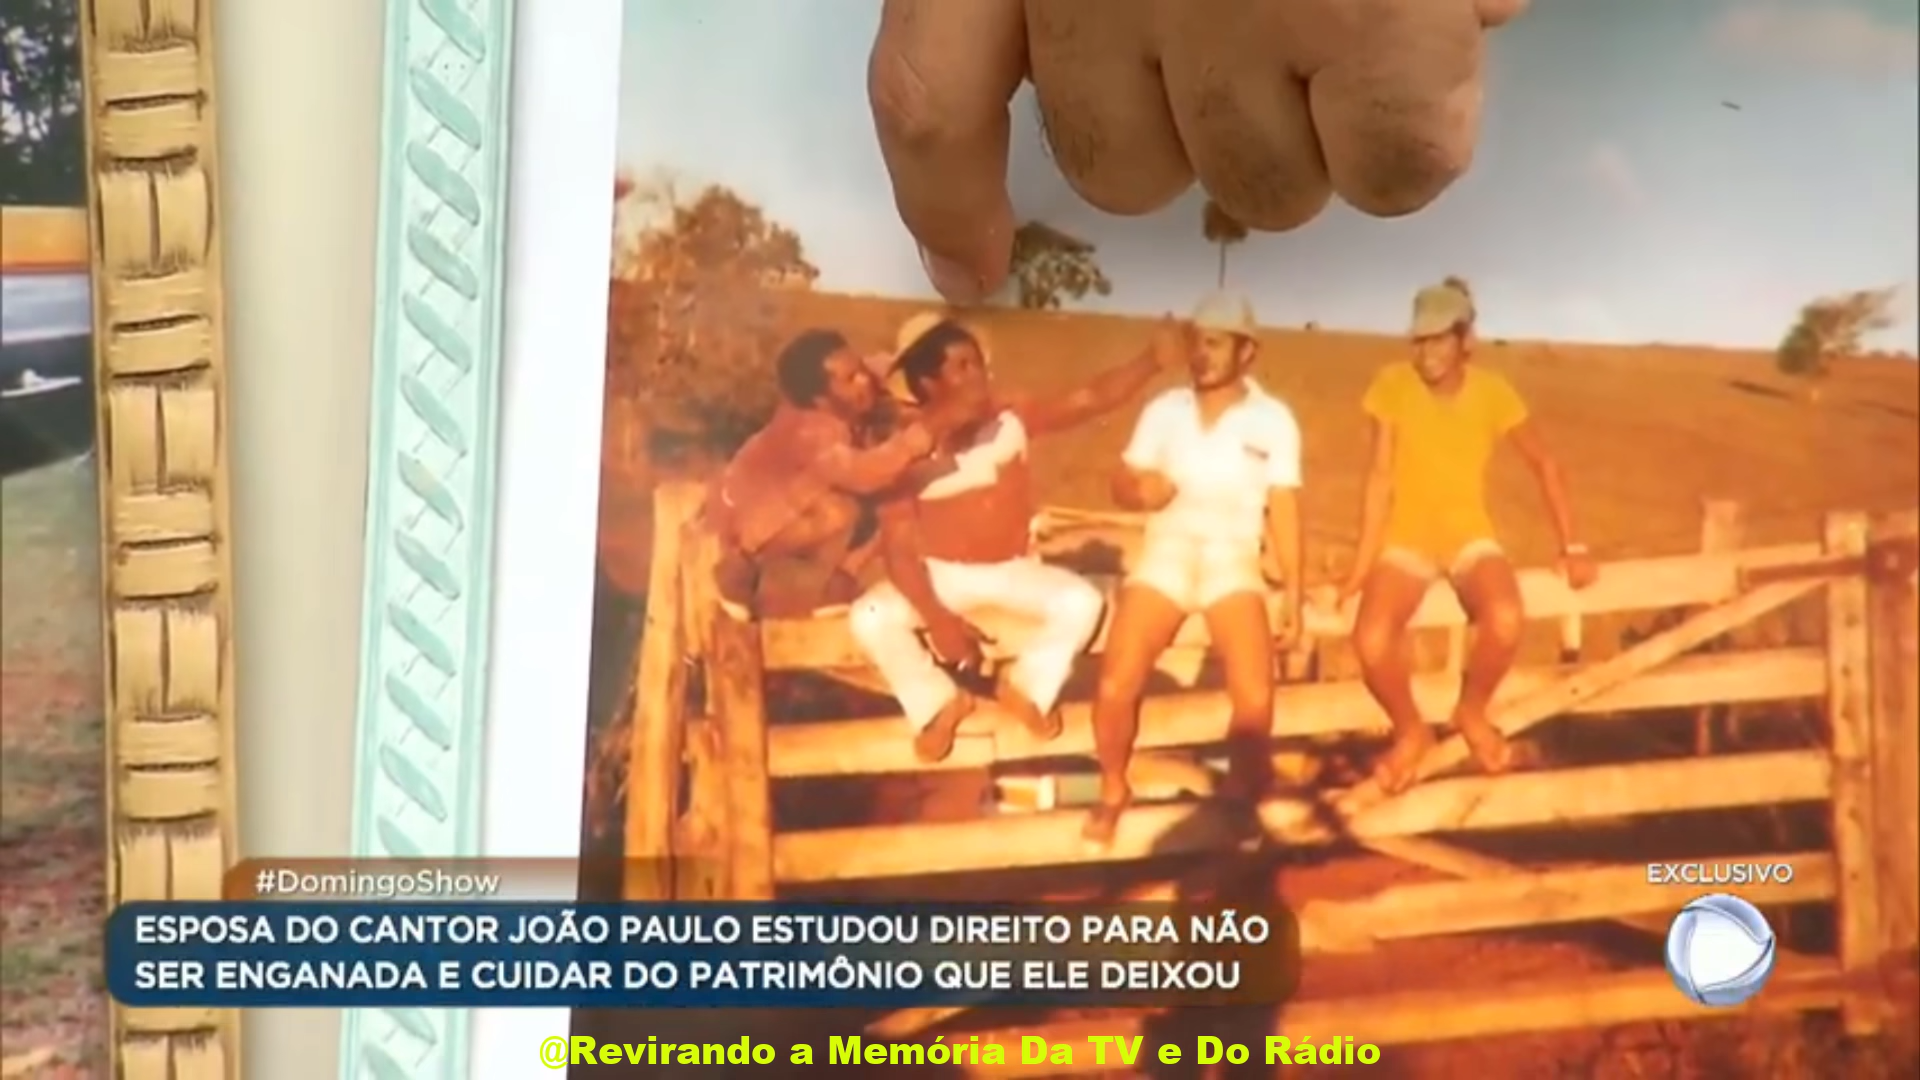 #DomingoShow
EXCLUSIVO
ESPOSA DO CANTOR JOÃO PAULO ESTUDOU DIREITO PARA NÃO
SER ENGANADA E CUIDAR DO PATRIMÔNIO QUE ELE DEIXOU
@Revirando a Memória Da TV e Do Rádio